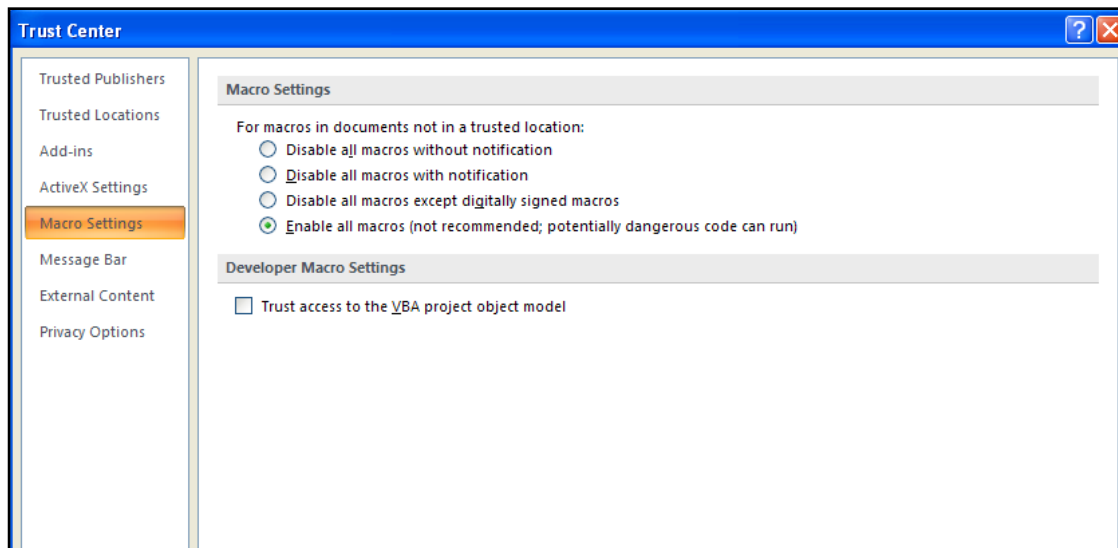 Trust Center
Trusted Publishers
Trusted Locations
Add-ins
ActiveX Settings
Macro Settings
Message Bar
External Content
Privacy Options
Macro Settings
For macros in documents not in a trusted location:
Disable all macros without notification
Disable all macros with notification
Disable all macros except digitally signed macros
Enable all macros (not recommended; potentially dangerous code can run)
Developer Macro Settings
Trust access to the VBA project object model